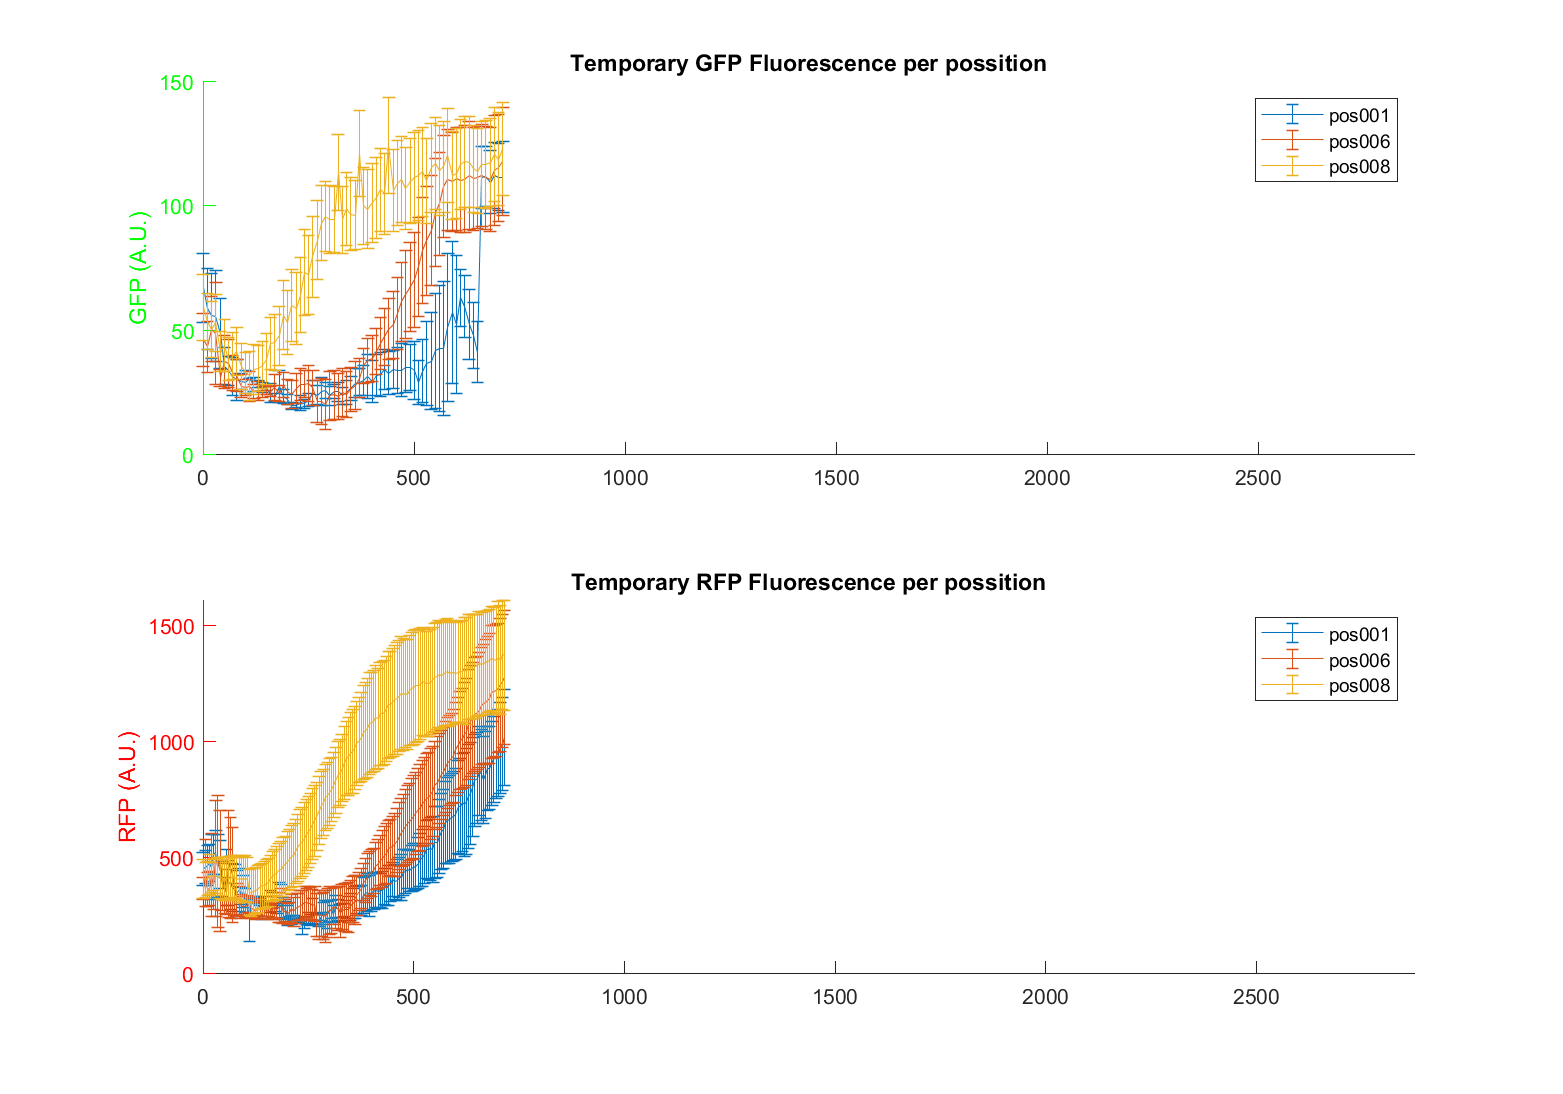 Temporary GFP Fluorescence per possition
150
100
50
0
GFP (A.U.)
pos001
pos006
pos008
0 500 1000 1500 2000 2500
Temporary RFP Fluorescence per possition
1500
1000
500
0
RFP (A.U.)
pos001
pos006
pos008
0 500 1000 1500 2000 2500